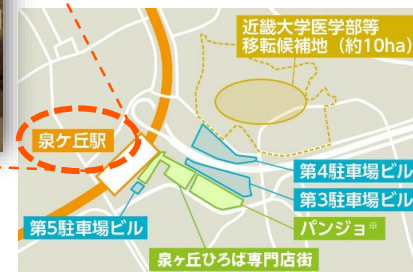 近畿大学医学部等
移転候補地（約10ha）
泉ケ丘駅
第4駐車場ビル
第3駐車場ビル
第5駐車場ビル
パンジョ※
泉ヶ丘ひろば専門店街